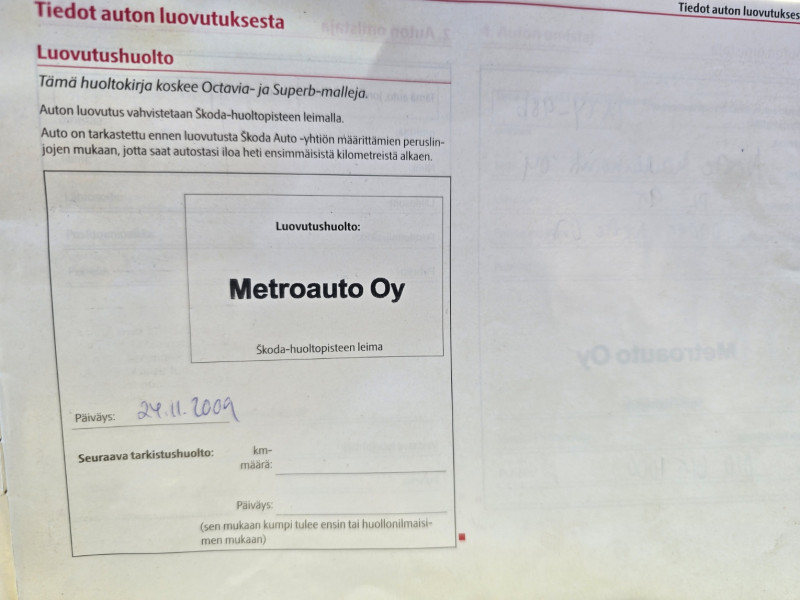 Tiedot auton luovutuksesta
Tiedot auton luovutukses
Luovutushuolto
Tämä huoltokirja koskee Octavia- ja Superb-malleja.
Auton luovutus vahvistetaan Škoda-huoltopisteen leimalla.
Auto on tarkastettu ennen luovutusta Škoda Auto -yhtiön määrittämien peruslin-
jojen mukaan, jotta saat autostasi iloa heti ensimmäisistä kilometreistä alkaen.
Luovutushuolto:
Metroauto Oy
Škoda-huoltopisteen leima
Päiväys: 24.11.2009
Seuraava tarkistushuolto: km-
määrä:
Päiväys:
(sen mukaan kumpi tulee ensin tai huollonilmaisi-
men mukaan)